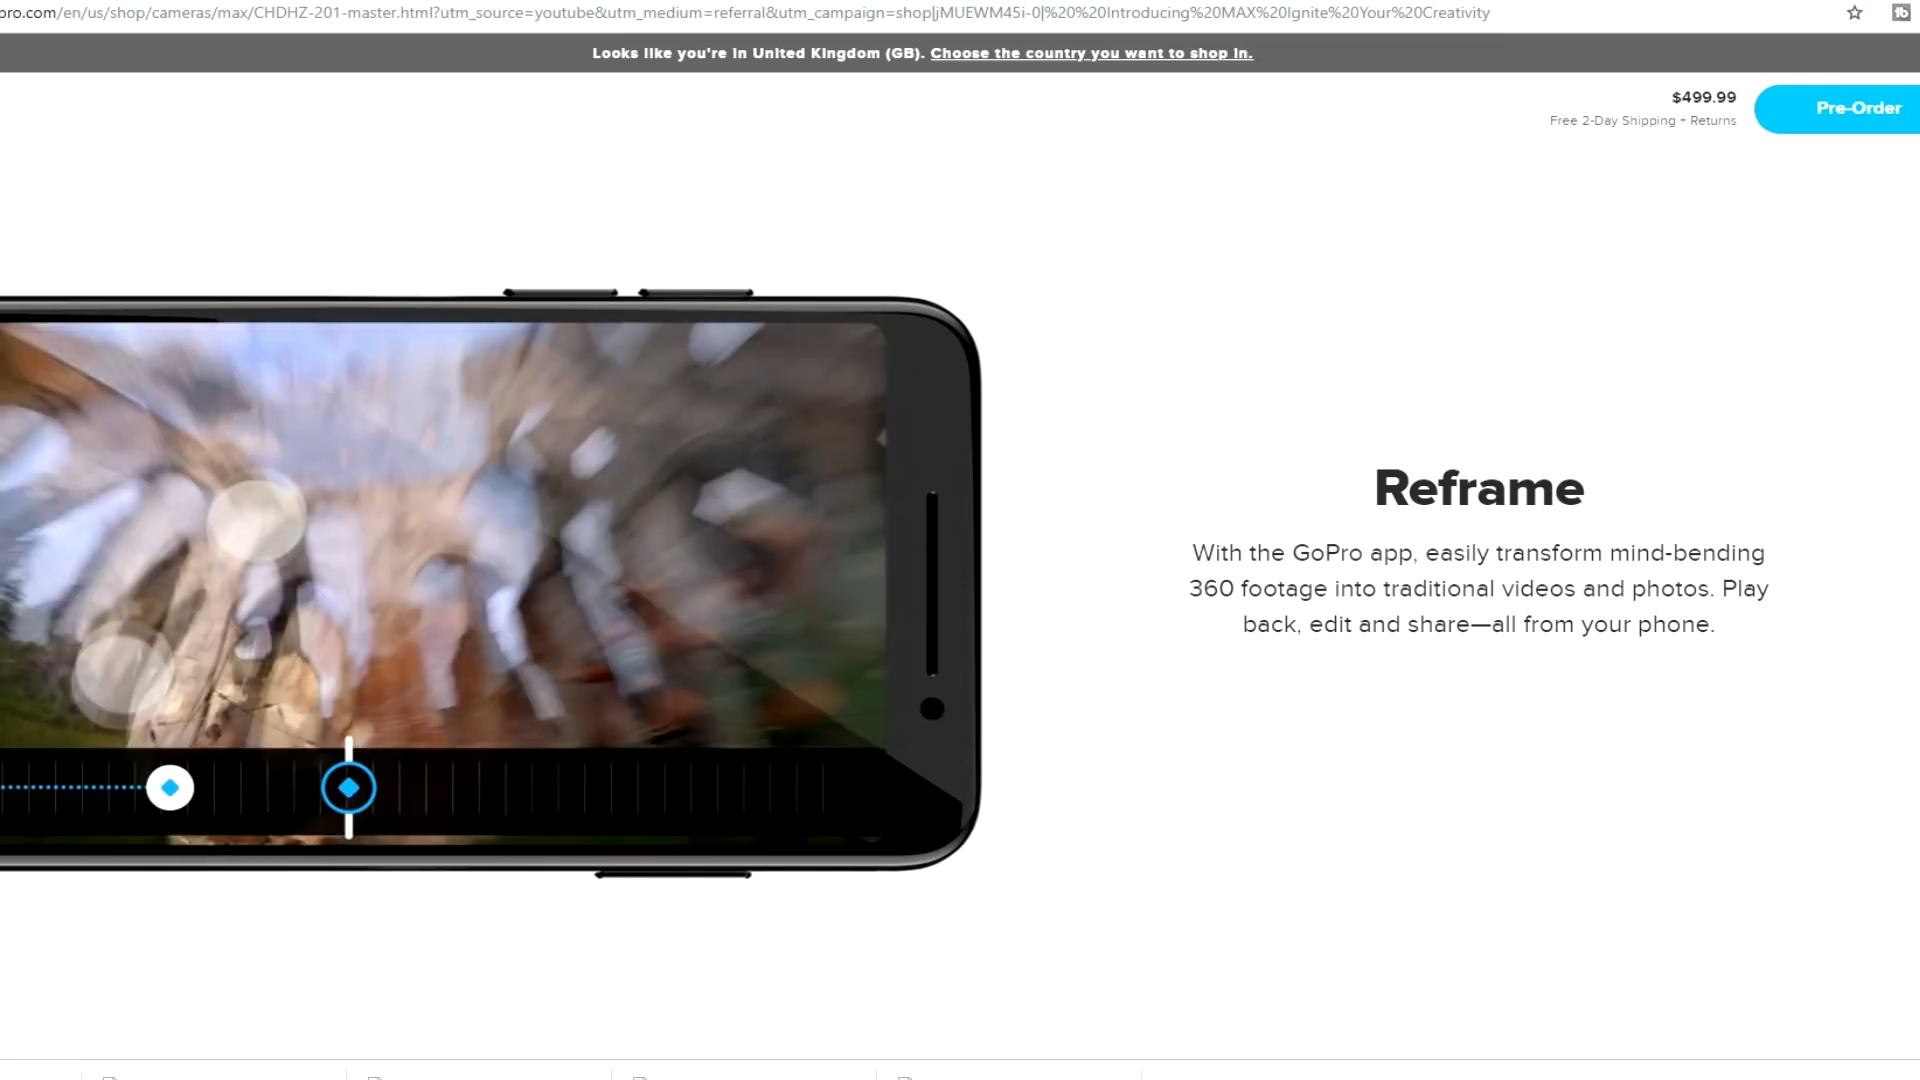 pro.com/en/us/shop/cameras/max/CHDHZ-201-master.html?utm_source=youtube&utm_medium=referral&utm_campaign=shop|jMUEWM45i-0|%20%20Introducing%20MAX%20Ignite%20Your%20Creativity
Looks like you're in United Kingdom (GB). Choose the country you want to shop in.
$499.99
Free 2-Day Shipping + Returns
Pre-Order
Reframe
With the GoPro app, easily transform mind-bending
360 footage into traditional videos and photos. Play
back, edit and share—all from your phone.